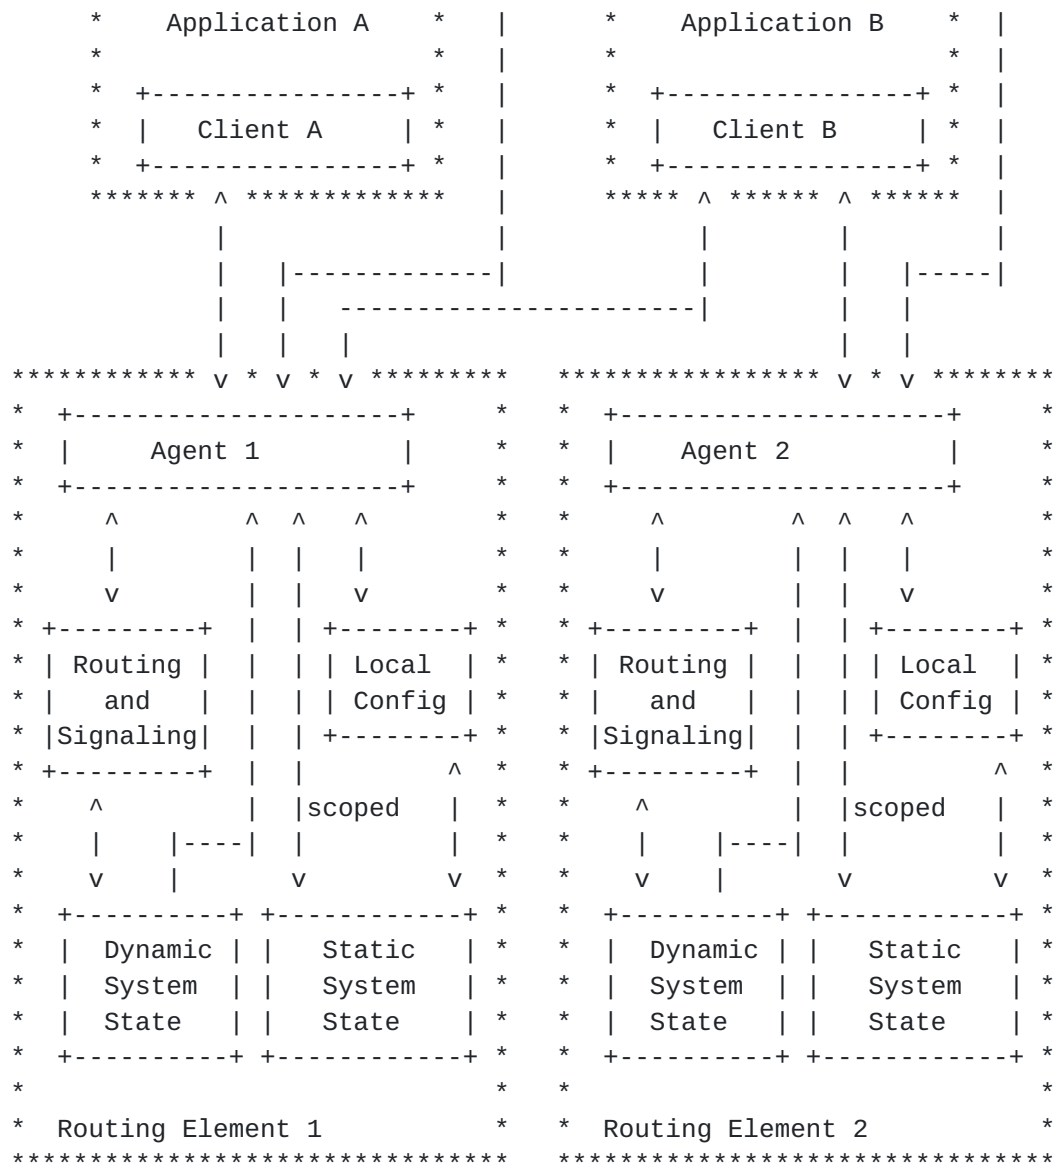 *    Application A    *   |       *    Application B    *  |
      *                     *   |       *                     *  |
      *  +----------------+ *   |       *  +----------------+ *  |
      *  |   Client A     | *   |       *  |   Client B     | *  |
      *  +----------------+ *   |       *  +----------------+ *  |
      ******* ^ *************   |       ***** ^ ****** ^ ******  |
              |                 |             |        |         |
              |   |-------------|             |        |   |-----|
              |   |   -----------------------|        |   |
              |   |   |                                |   |
 ************ v * v * v *********   ***************** v * v ********
 *  +---------------------+     *   *  +---------------------+     *
 *  |     Agent 1         |     *   *  |    Agent 2          |     *
 *  +---------------------+     *   *  +---------------------+     *
 *     ^        ^  ^   ^        *   *     ^        ^  ^   ^        *
 *     |        |  |   |        *   *     |        |  |   |        *
 *     v        |  |   v        *   *     v        |  |   v        *
 * +---------+  |  | +--------+ *   * +---------+  |  | +--------+ *
 * | Routing |  |  | | Local  | *   * | Routing |  |  | | Local  | *
 * |   and   |  |  | | Config | *   * |   and   |  |  | | Config | *
 * |Signaling|  |  | +--------+ *   * |Signaling|  |  | +--------+ *
 * +---------+  |  |         ^  *   * +---------+  |  |         ^  *
 *    ^         |  |scoped   |  *   *    ^         |  |scoped   |  *
 *    |    |----|  |         |  *   *    |    |----|  |         |  *
 *    v    |       v         v  *   *    v    |       v         v  *
 *  +----------+ +------------+ *   *  +----------+ +------------+ *
 *  |  Dynamic | |   Static   | *   *  |  Dynamic | |   Static   | *
 *  |  System  | |   System   | *   *  |  System  | |   System   | *
 *  |  State   | |   State    | *   *  |  State   | |   State    | *
 *  +----------+ +------------+ *   *  +----------+ +------------+ *
 *                              *   *                              *
 *  Routing Element 1           *   *  Routing Element 2           *
 ********************************   ********************************